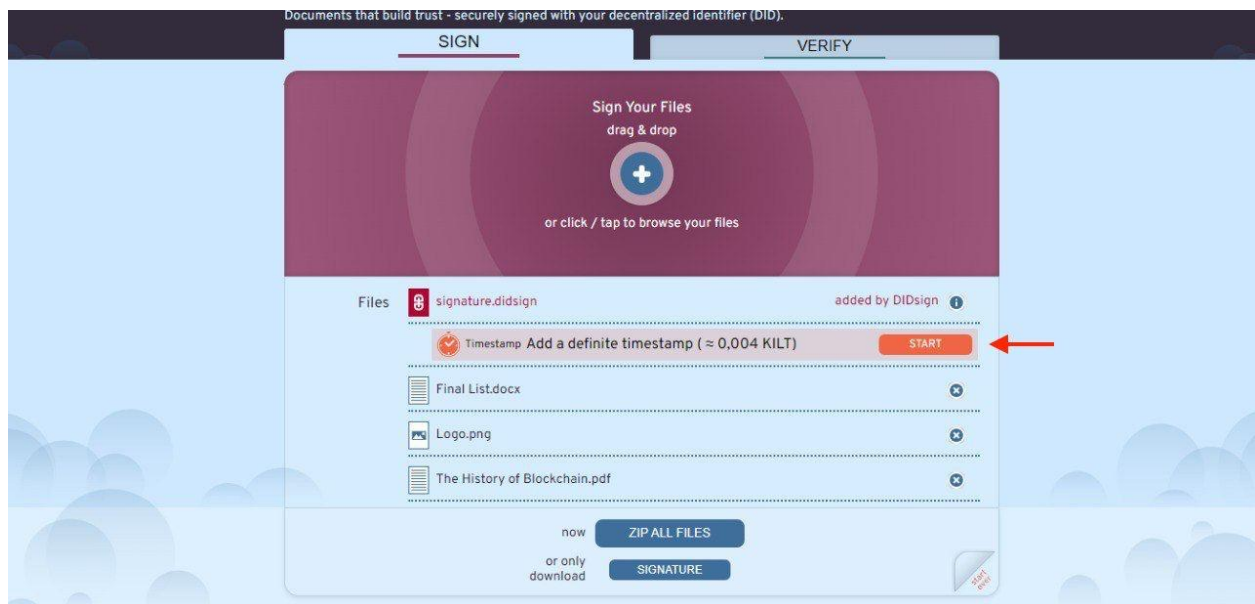 Documents that build trust - securely signed with your decentralized identifier (DID).
SIGN
VERIFY
Sign Your Files
drag & drop
or click / tap to browse your files
Files signature.didsign added by DIDsign i
Timestamp Add a definite timestamp ( ≈ 0,004 KILT) START
Final List.docx
Logo.png
The History of Blockchain.pdf
now ZIP ALL FILES
or only
download SIGNATURE
start
over